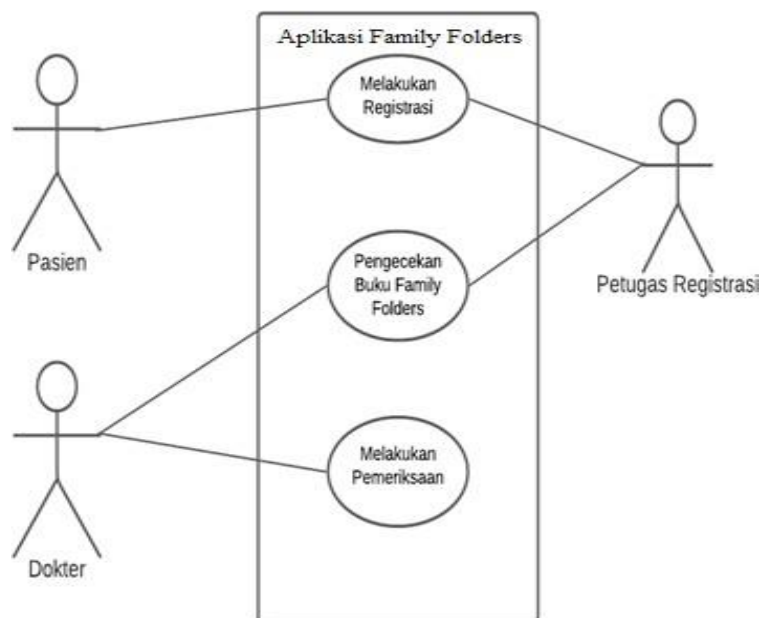 Aplikasi Family Folders
Melakukan
Registrasi
Pasien
Pengecekan
Buku Family
Folders
Petugas Registrasi
Melakukan
Pemeriksaan
Dokter